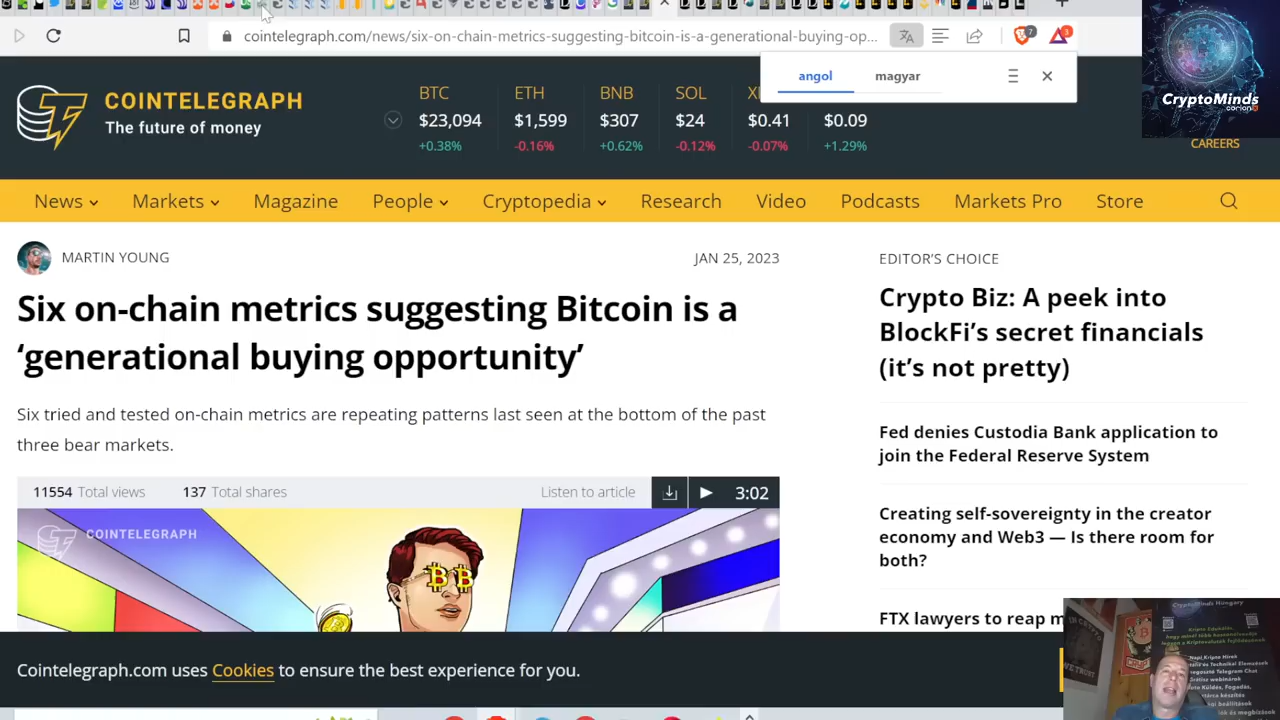 cointelegraph.com/news/six-on-chain-metrics-suggesting-bitcoin-is-a-generational-buying-op...
7
3
angol
magyar
CryptoMinds
COINTELEGRAPH
The future of money
BTC
$23,094
+0.38%
ETH
$1,599
-0.16%
BNB
$307
+0.62%
SOL
$24
-0.12%
$0.41
-0.07%
$0.09
+1.29%
CAREERS
News
Markets
Magazine
People
Cryptopedia
Research
Video
Podcasts
Markets Pro
Store
MARTIN YOUNG
JAN 25, 2023
Six on-chain metrics suggesting Bitcoin is a
‘generational buying opportunity’
Six tried and tested on-chain metrics are repeating patterns last seen at the bottom of the past
three bear markets.
11554 Total views
137 Total shares
Listen to article
3:02
COINTELEGRAPH
EDITOR’S CHOICE
Crypto Biz: A peek into
BlockFi’s secret financials
(it’s not pretty)
Fed denies Custodia Bank application to
join the Federal Reserve System
Creating self-sovereignty in the creator
economy and Web3 — Is there room for
both?
FTX lawyers to reap
CryptoMinds Hungary
Cointelegraph.com uses Cookies to ensure the best experience for you.